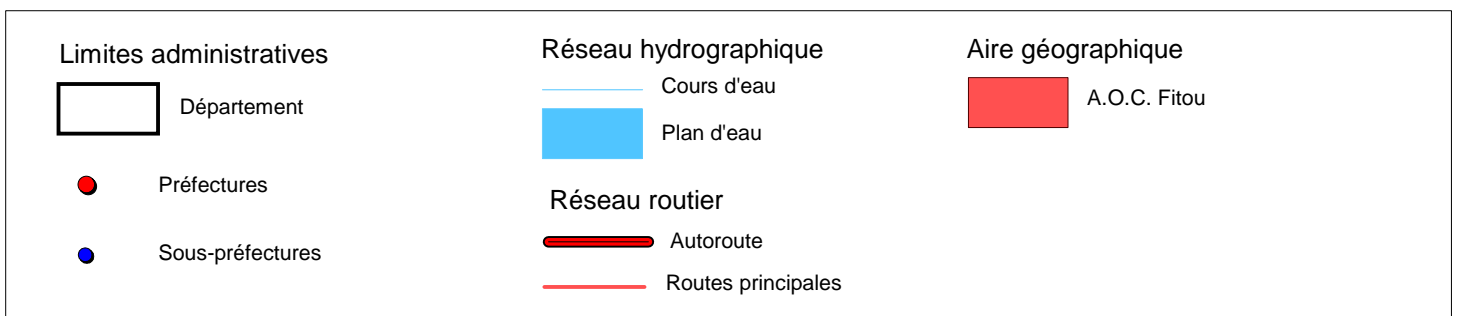 Limites administratives
Département
Préfectures
Sous-préfectures
Réseau hydrographique
Cours d'eau
Plan d'eau
Réseau routier
Autoroute
Routes principales
Aire géographique
A.O.C. Fitou